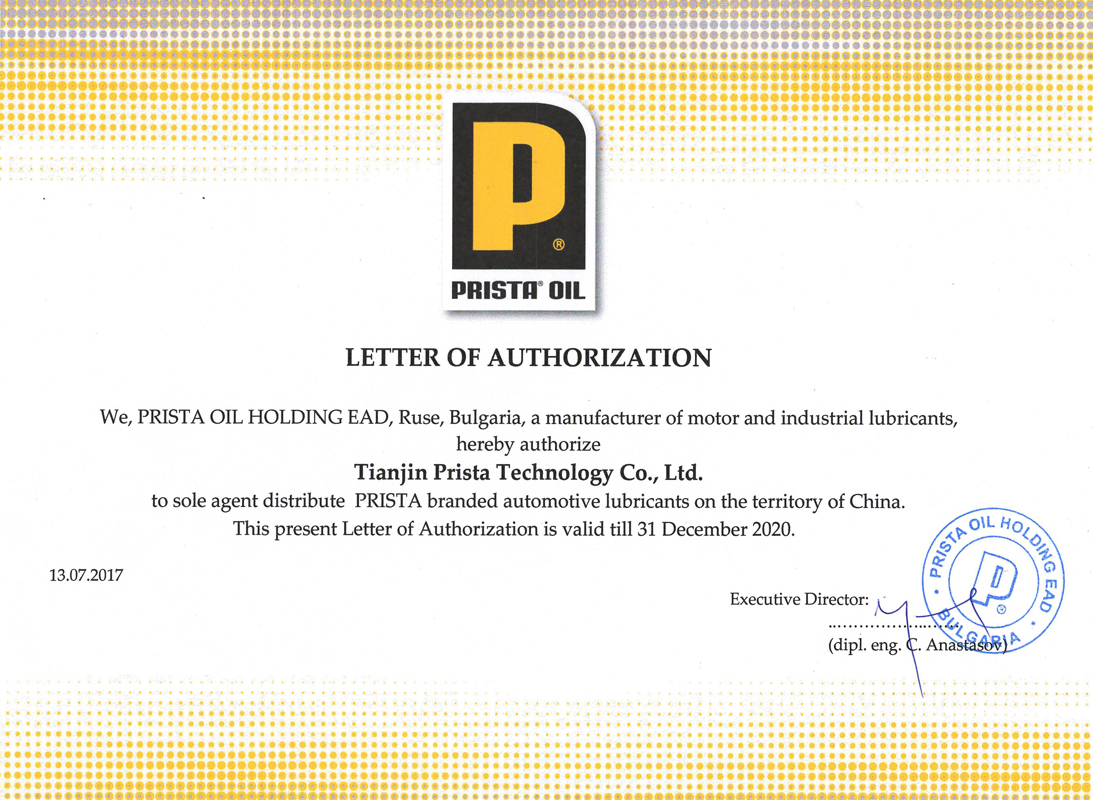 P
®
PRISTA® OIL
LETTER OF AUTHORIZATION
We, PRISTA OIL HOLDING EAD, Ruse, Bulgaria, a manufacturer of motor and industrial lubricants,
hereby authorize
Tianjin Prista Technology Co., Ltd.
to sole agent distribute PRISTA branded automotive lubricants on the territory of China.
This present Letter of Authorization is valid till 31 December 2020.
13.07.2017
Executive Director:
(dipl. eng. C. Anastasov)
PRISTA OIL HOLDING EAD
P
®
BULGARIA